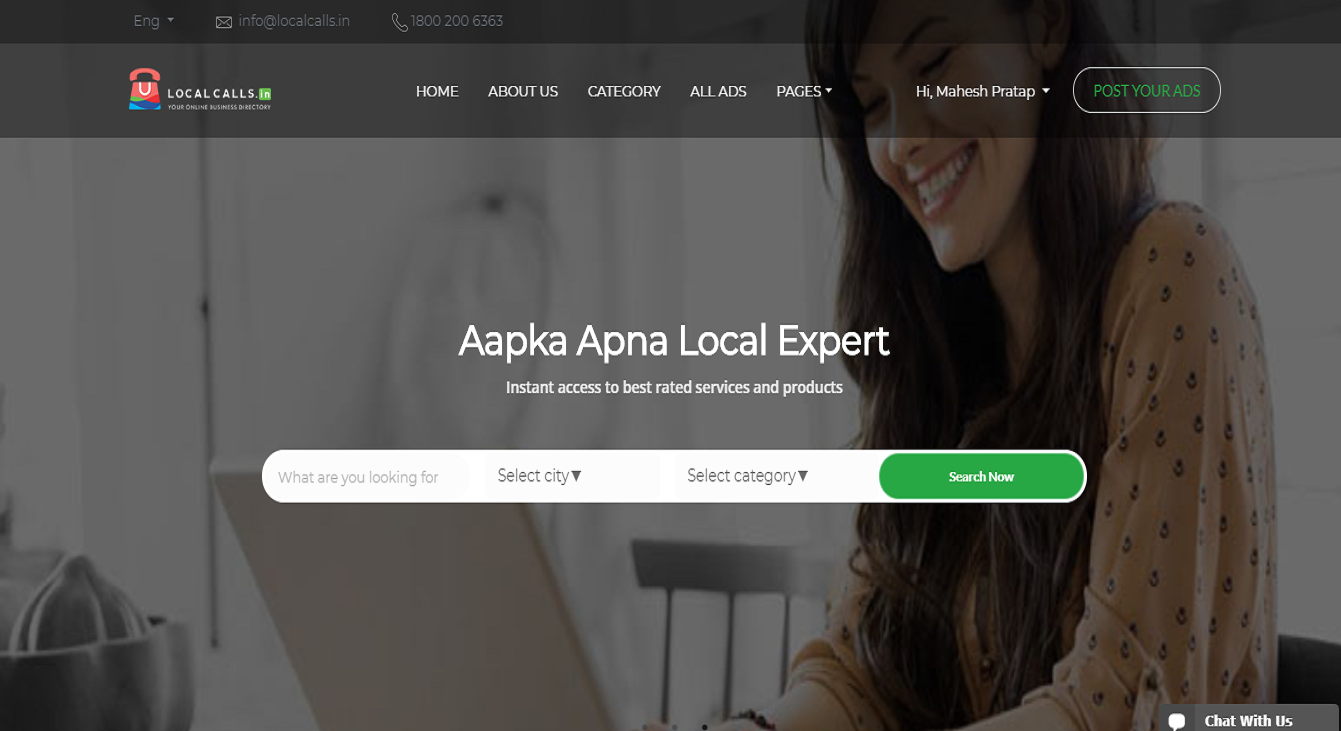 Eng
info@localcalls.in
1800 200 6363
LOCALCALLS.in
YOUR ONLINE BUSINESS DIRECTORY
HOME
ABOUT US
CATEGORY
ALL ADS
PAGES
Hi, Mahesh Pratap
POST YOUR ADS
Aapka Apna Local Expert
Instant access to best rated services and products
What are you looking for
Select city
Select category
Search Now
Chat With Us